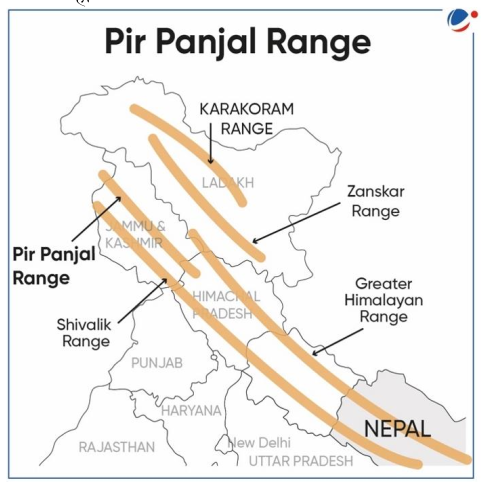 Pir Panjal Range
KARAKORAM
RANGE
LADAKH
Zanskar
Range
JAMMU &
KASHMIR
Pir Panjal
Range
Greater
Himalayan
Range
HIMACHAL
PRADESH
Shivalik
Range
PUNJAB
HARYANA
NEPAL
RAJASTHAN
New Delhi
UTTAR PRADESH